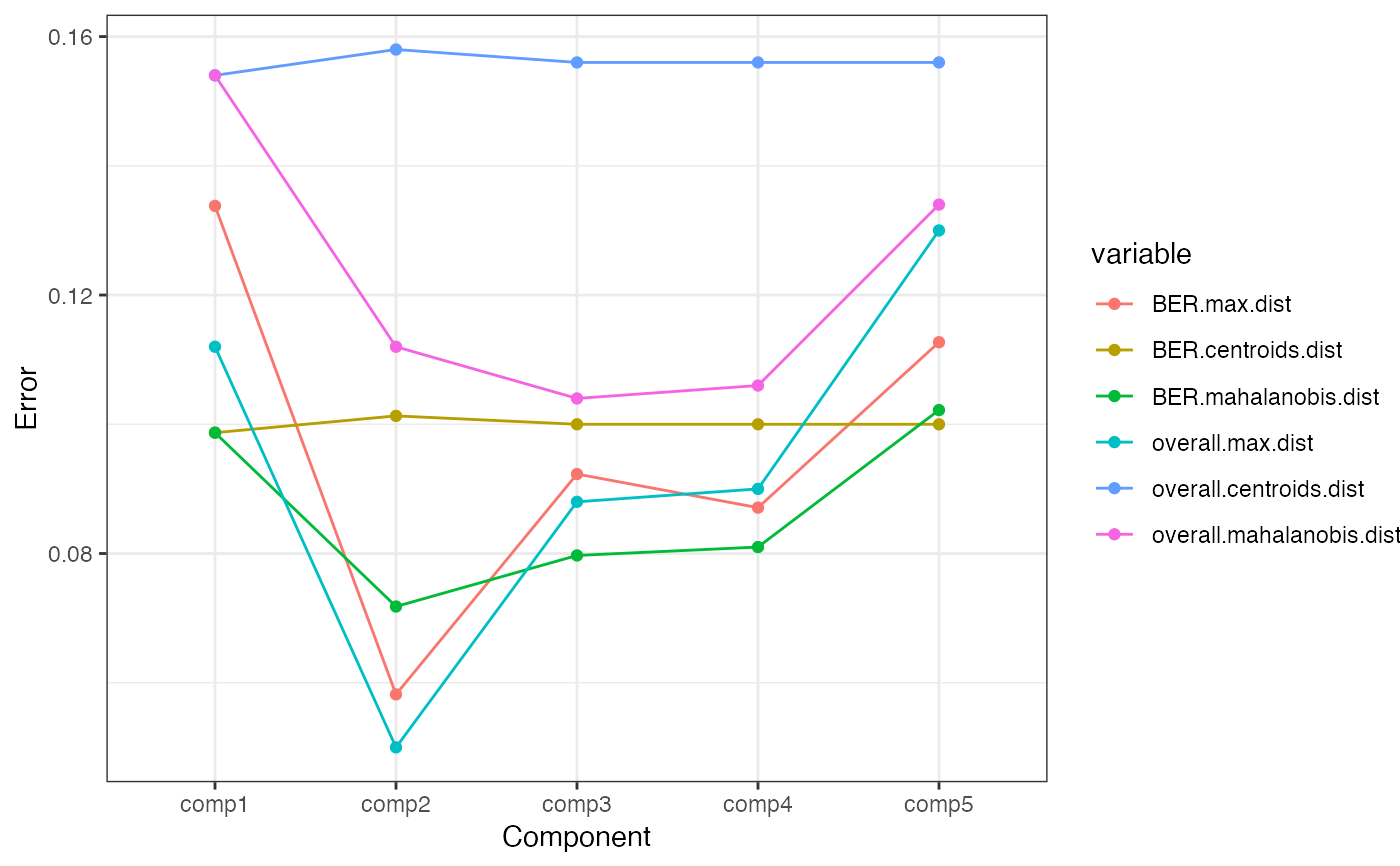 Error
0.16
0.12
0.08
comp1 comp2 comp3 comp4 comp5
Component
variable
BER.max.dist
BER.centroids.dist
BER.mahalanobis.dist
overall.max.dist
overall.centroids.dist
overall.mahalanobis.dist